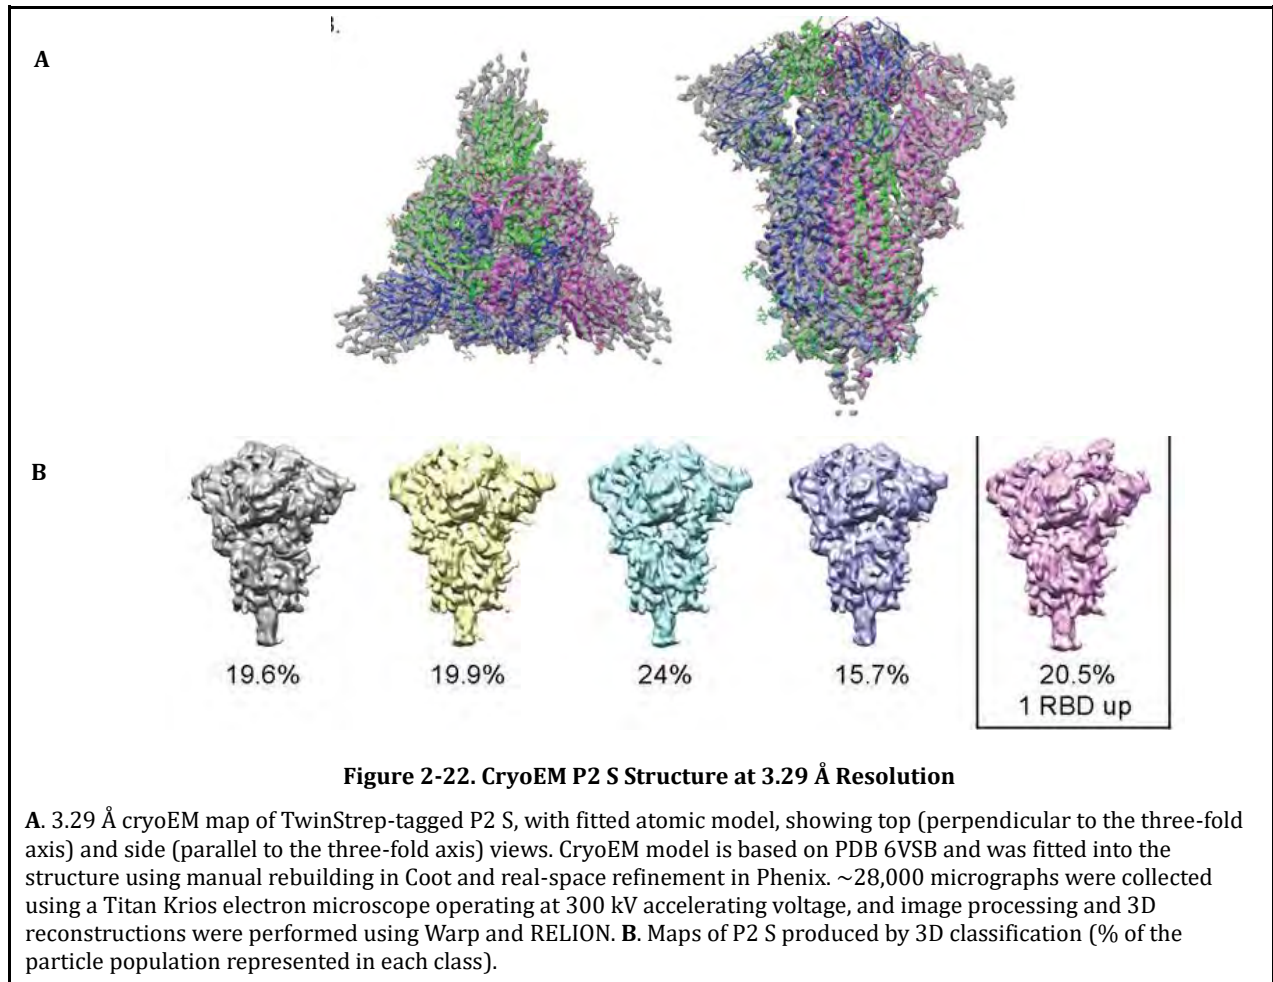 A
B
19.6%
19.9%
24%
15.7%
20.5%
1 RBD up
Figure 2-22. CryoEM P2 S Structure at 3.29 Å Resolution
A. 3.29 Å cryoEM map of TwinStrep-tagged P2 S, with fitted atomic model, showing top (perpendicular to the three-fold
axis) and side (parallel to the three-fold axis) views. CryoEM model is based on PDB 6VSB and was fitted into the
structure using manual rebuilding in Coot and real-space refinement in Phenix. ~28,000 micrographs were collected
using a Titan Krios electron microscope operating at 300 kV accelerating voltage, and image processing and 3D
reconstructions were performed using Warp and RELION. B. Maps of P2 S produced by 3D classification (% of the
particle population represented in each class).